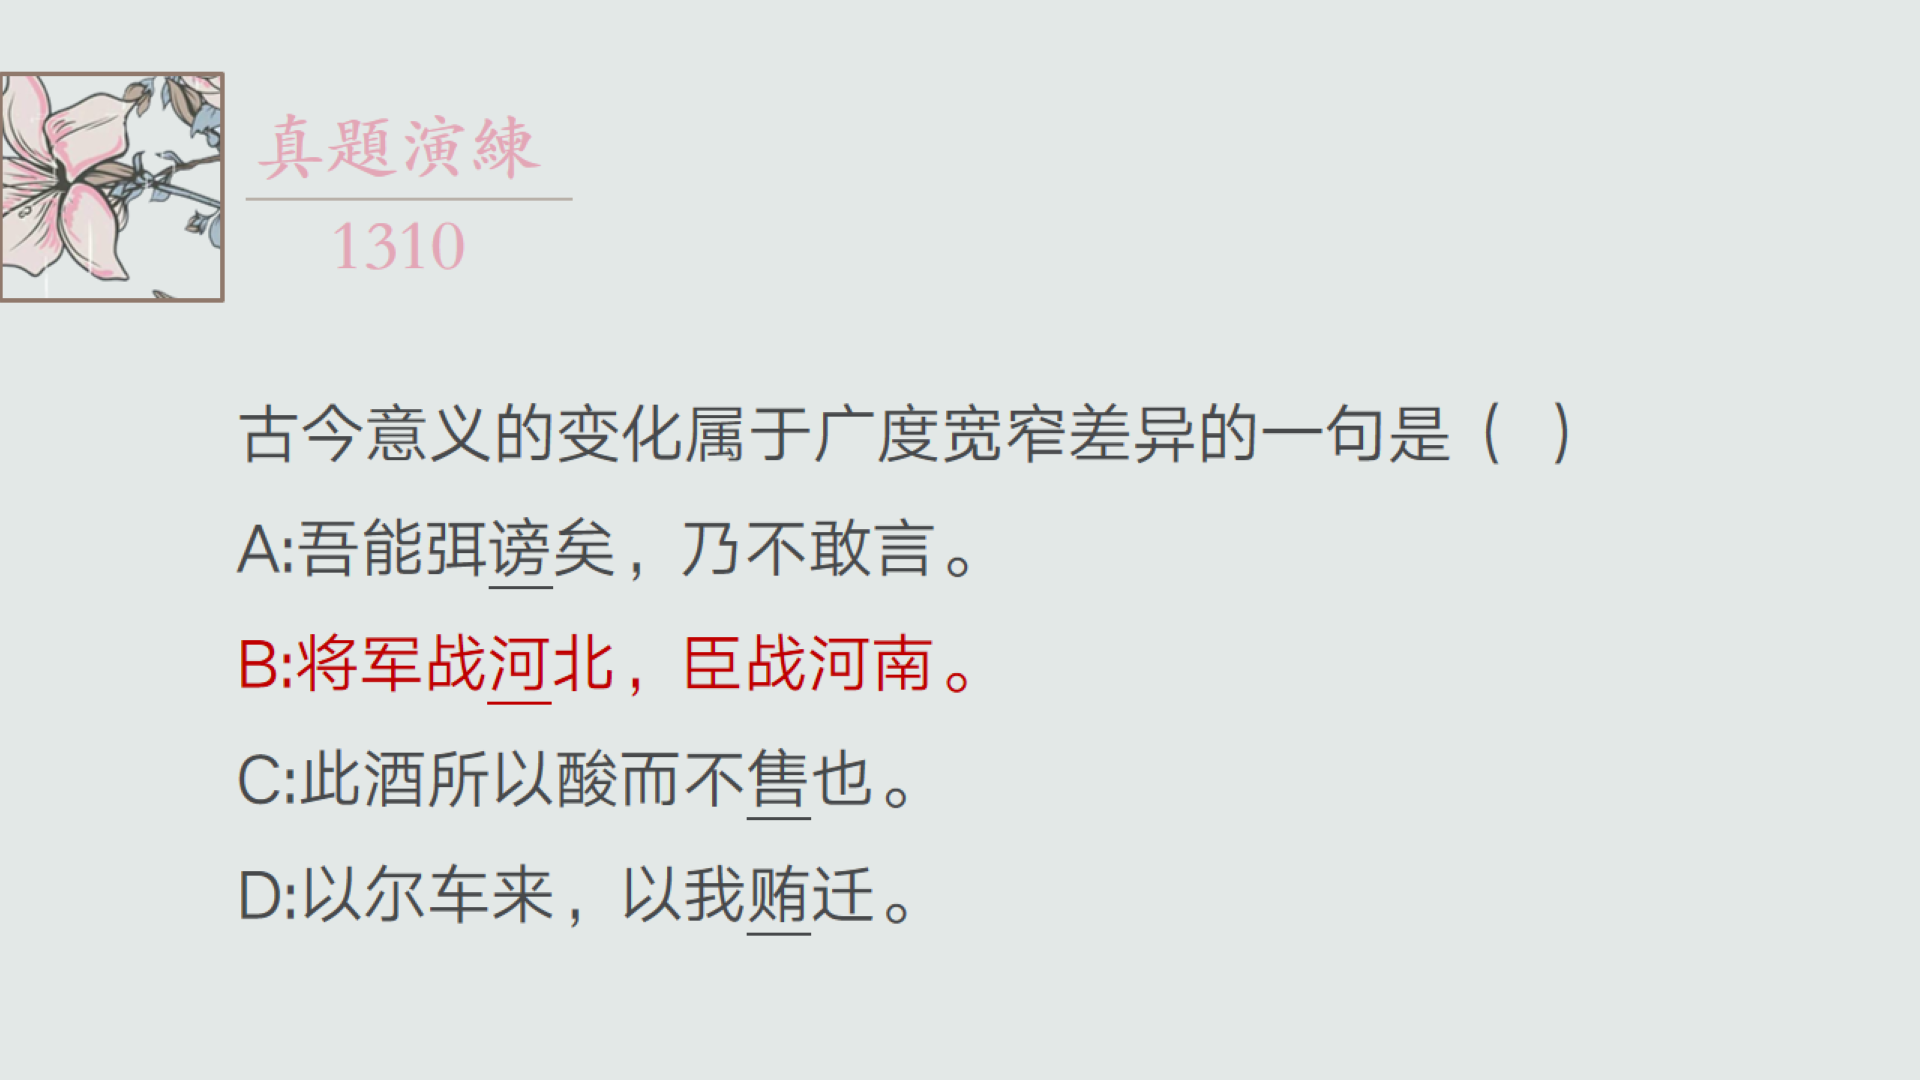 真題演練
1310
古今意义的变化属于广度宽窄差异的一句是（ ）
A:吾能弭谤矣，乃不敢言。
B:将军战河北，臣战河南。
C:此酒所以酸而不售也。
D:以尔车来，以我贿迁。